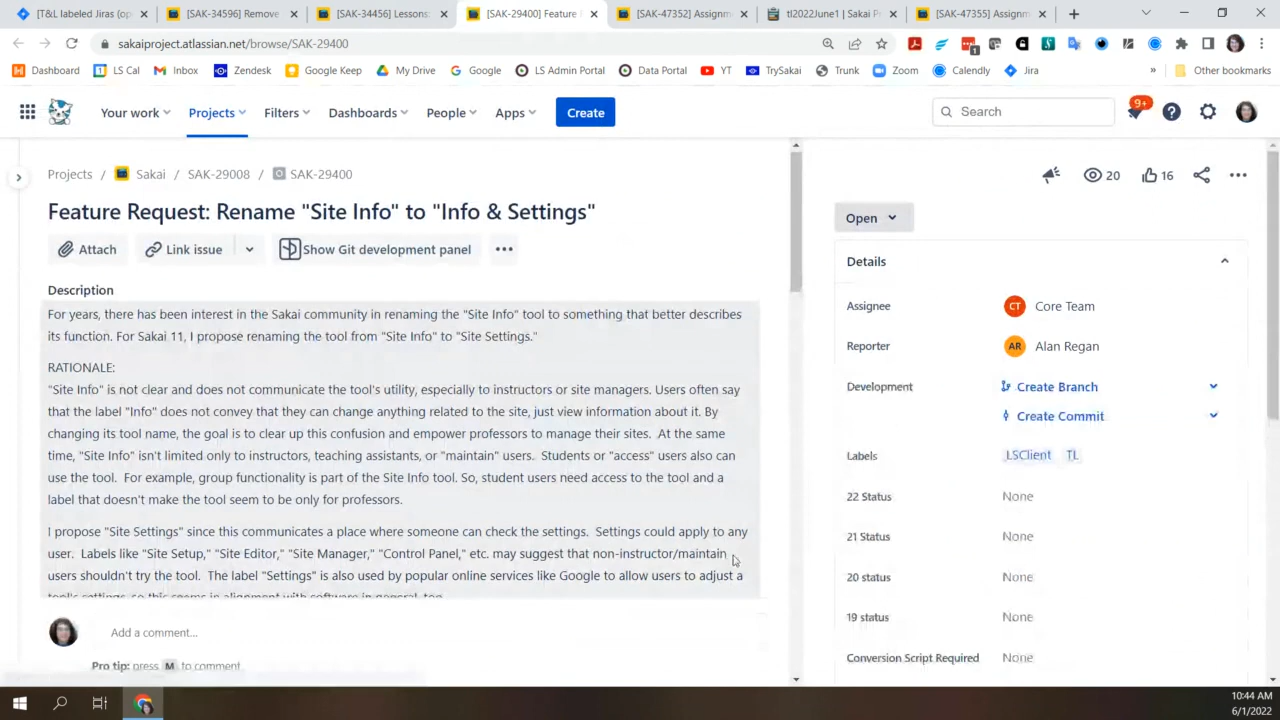 [T&L labeled Jiras (op
[SAK-34596] Remove
[SAK-34456] Lessons:
[SAK-29400] Feature
[SAK-47352] Assignm
tl2022June1 | Sakai P
[SAK-47355] Assignm
sakaiproject.atlassian.net/browse/SAK-29400
Dashboard
LS Cal
Inbox
Zendesk
Google Keep
My Drive
Google
LS Admin Portal
Data Portal
YT
TrySakai
Trunk
Zoom
Calendly
Jira
» Other bookmarks
Your work
Projects
Filters
Dashboards
People
Apps
Create
Search
9+
Projects / Sakai / SAK-29008 / SAK-29400
20
16
Feature Request: Rename "Site Info" to "Info & Settings"
Open
Attach
Link issue
Show Git development panel
Description
For years, there has been interest in the Sakai community in renaming the "Site Info" tool to something that better describes
its function. For Sakai 11, I propose renaming the tool from "Site Info" to "Site Settings."
RATIONALE:
"Site Info" is not clear and does not communicate the tool's utility, especially to instructors or site managers. Users often say
that the label "Info" does not convey that they can change anything related to the site, just view information about it. By
changing its tool name, the goal is to clear up this confusion and empower professors to manage their sites. At the same
time, "Site Info" isn't limited only to instructors, teaching assistants, or "maintain" users. Students or "access" users also can
use the tool. For example, group functionality is part of the Site Info tool. So, student users need access to the tool and a
label that doesn't make the tool seem to be only for professors.
I propose "Site Settings" since this communicates a place where someone can check the settings. Settings could apply to any
user. Labels like "Site Setup," "Site Editor," "Site Manager," "Control Panel," etc. may suggest that non-instructor/maintain
users shouldn't try the tool. The label "Settings" is also used by popular online services like Google to allow users to adjust a
tool's settings, so this seems in alignment with software in general, too.
Add a comment...
Pro tip: press M to comment
Details
Assignee
CT Core Team
Reporter
AR Alan Regan
Development
Create Branch
Create Commit
Labels
LSClient TL
22 Status
None
21 Status
None
20 status
None
19 status
None
Conversion Script Required
None
10:44 AM
6/1/2022